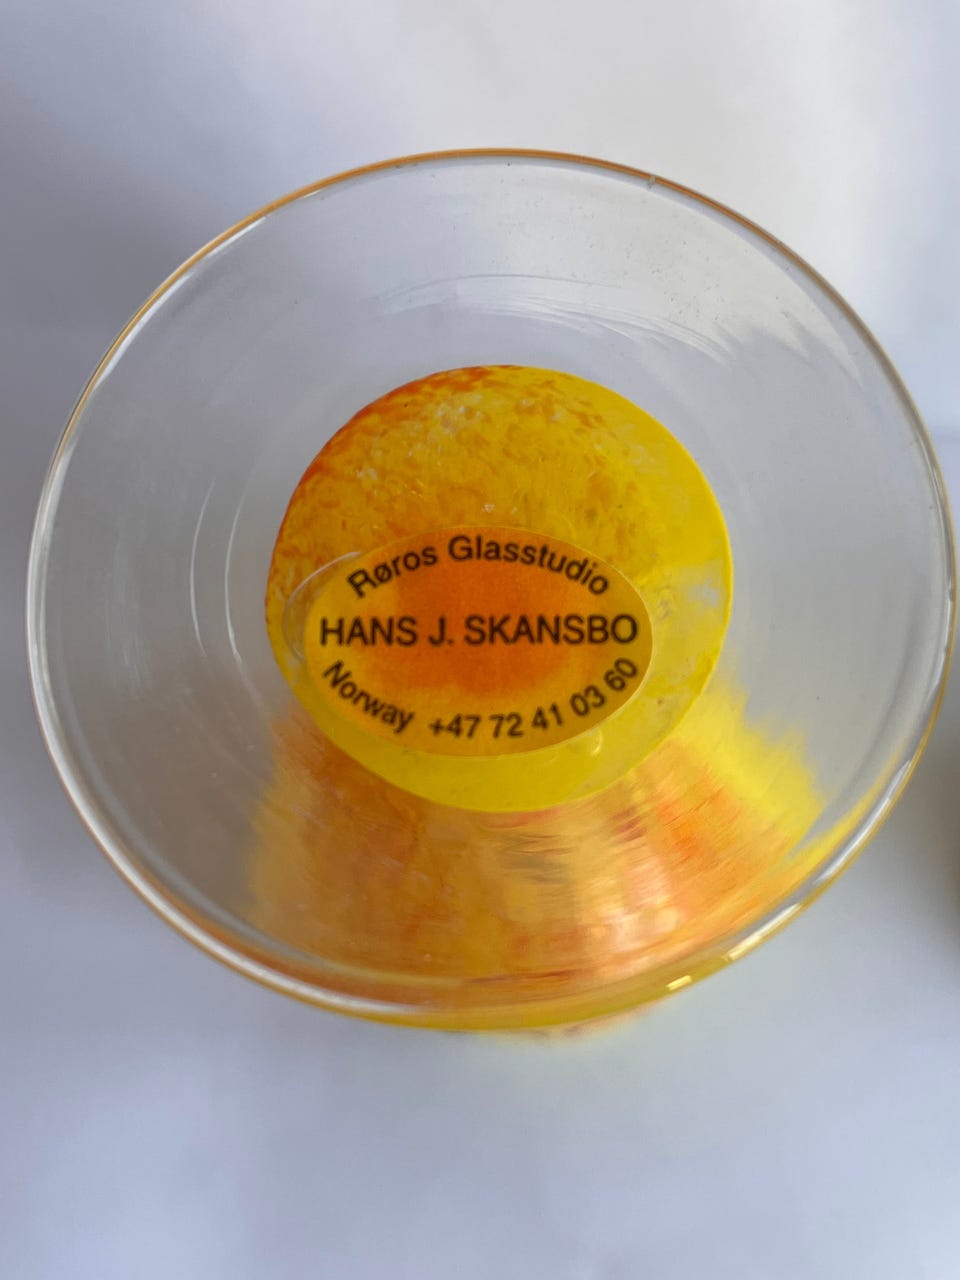 Røros Glasstudio
HANS J. SKANSBO
Norway +47 72 41 03 60